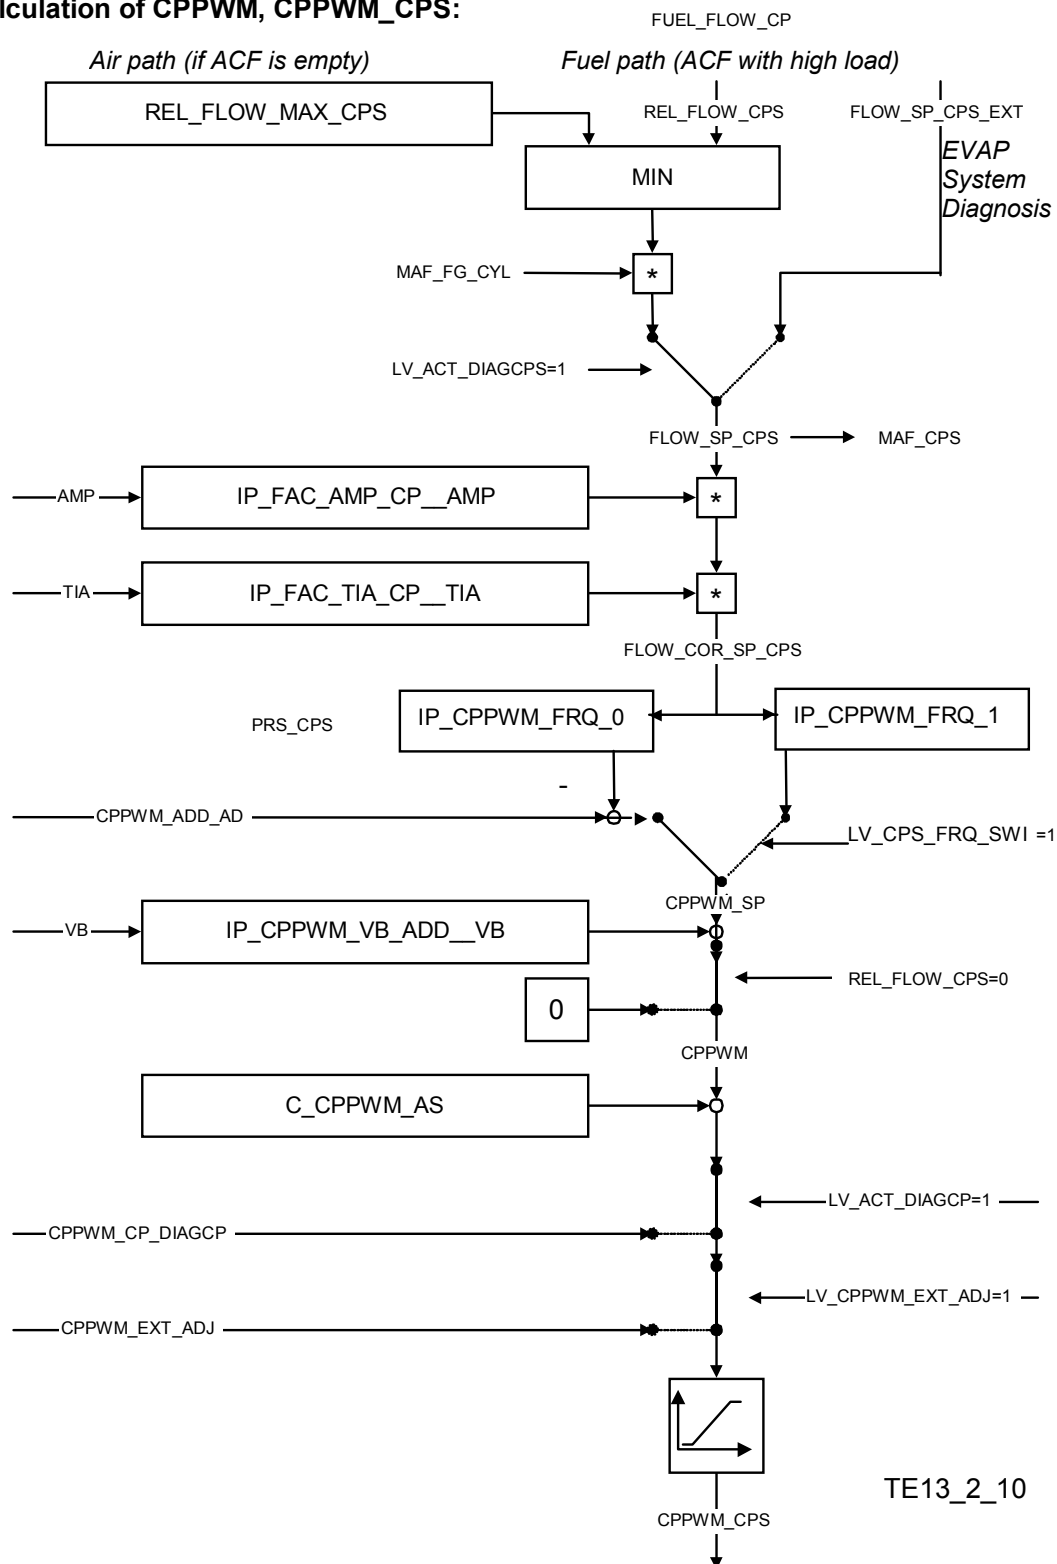 lculation of CPPWM, CPPWM_CPS:
FUEL_FLOW_CP
Air path (if ACF is empty)
Fuel path (ACF with high load)
REL_FLOW_MAX_CPS
REL_FLOW_CPS
FLOW_SP_CPS_EXT
EVAP
System
Diagnosis
MIN
MAF_FG_CYL
*
LV_ACT_DIAGCPS=1
FLOW_SP_CPS
MAF_CPS
AMP
IP_FAC_AMP_CP__AMP
*
TIA
IP_FAC_TIA_CP__TIA
*
FLOW_COR_SP_CPS
PRS_CPS
IP_CPPWM_FRQ_0
IP_CPPWM_FRQ_1
-
CPPWM_ADD_AD
LV_CPS_FRQ_SWI =1
CPPWM_SP
VB
IP_CPPWM_VB_ADD__VB
REL_FLOW_CPS=0
0
CPPWM
C_CPPWM_AS
LV_ACT_DIAGCP=1
CPPWM_CP_DIAGCP
LV_CPPWM_EXT_ADJ=1
CPPWM_EXT_ADJ
TE13_2_10
CPPWM_CPS